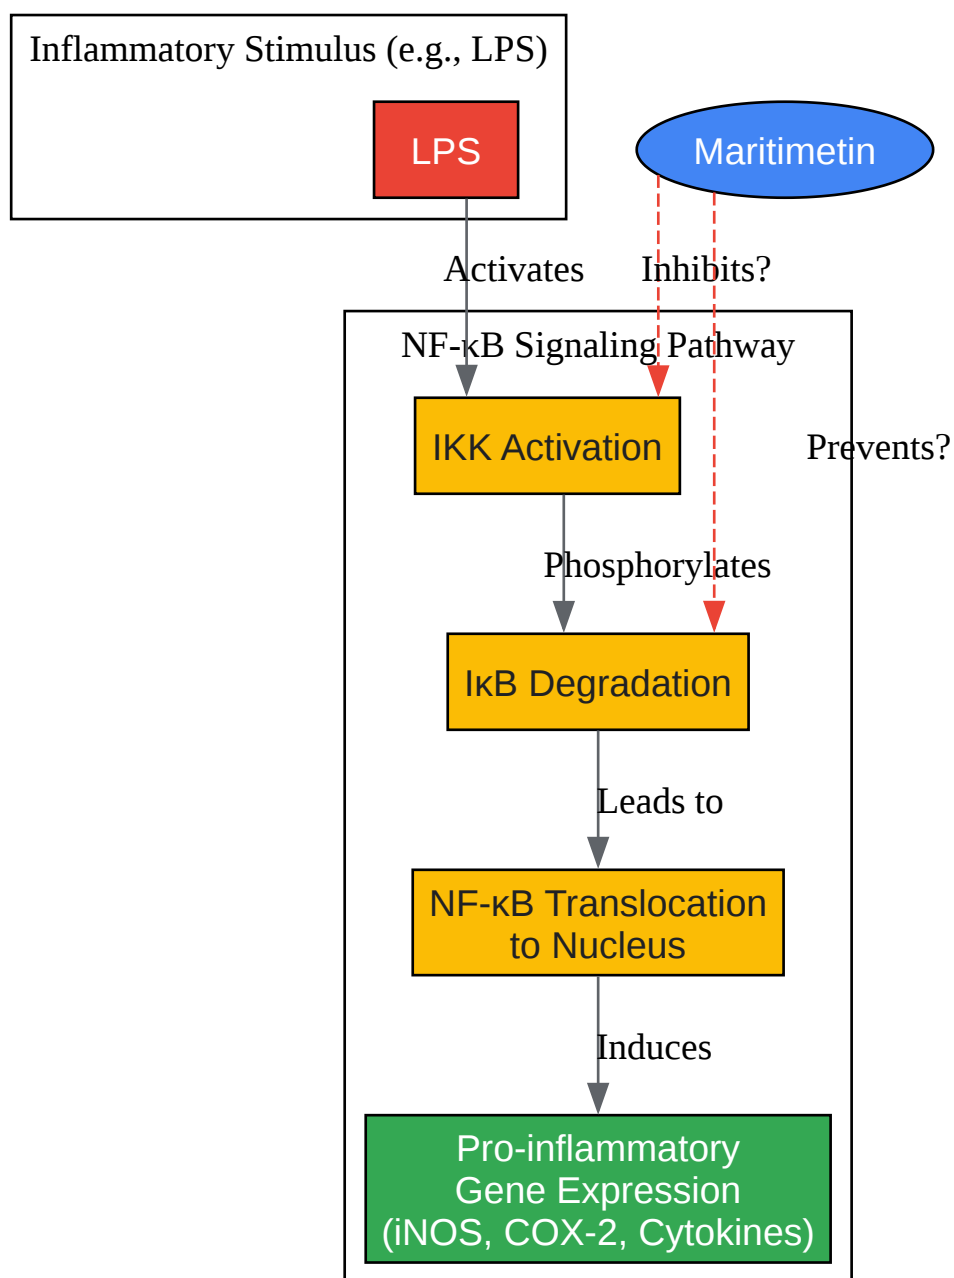 Inflammatory Stimulus (e.g., LPS)
LPS
Maritimetin
Activates
Inhibits?
NF-κB Signaling Pathway
IKK Activation
Prevents?
Phosphorylates
IκB Degradation
Leads to
NF-κB Translocation
to Nucleus
Induces
Pro-inflammatory
Gene Expression
(iNOS, COX-2, Cytokines)